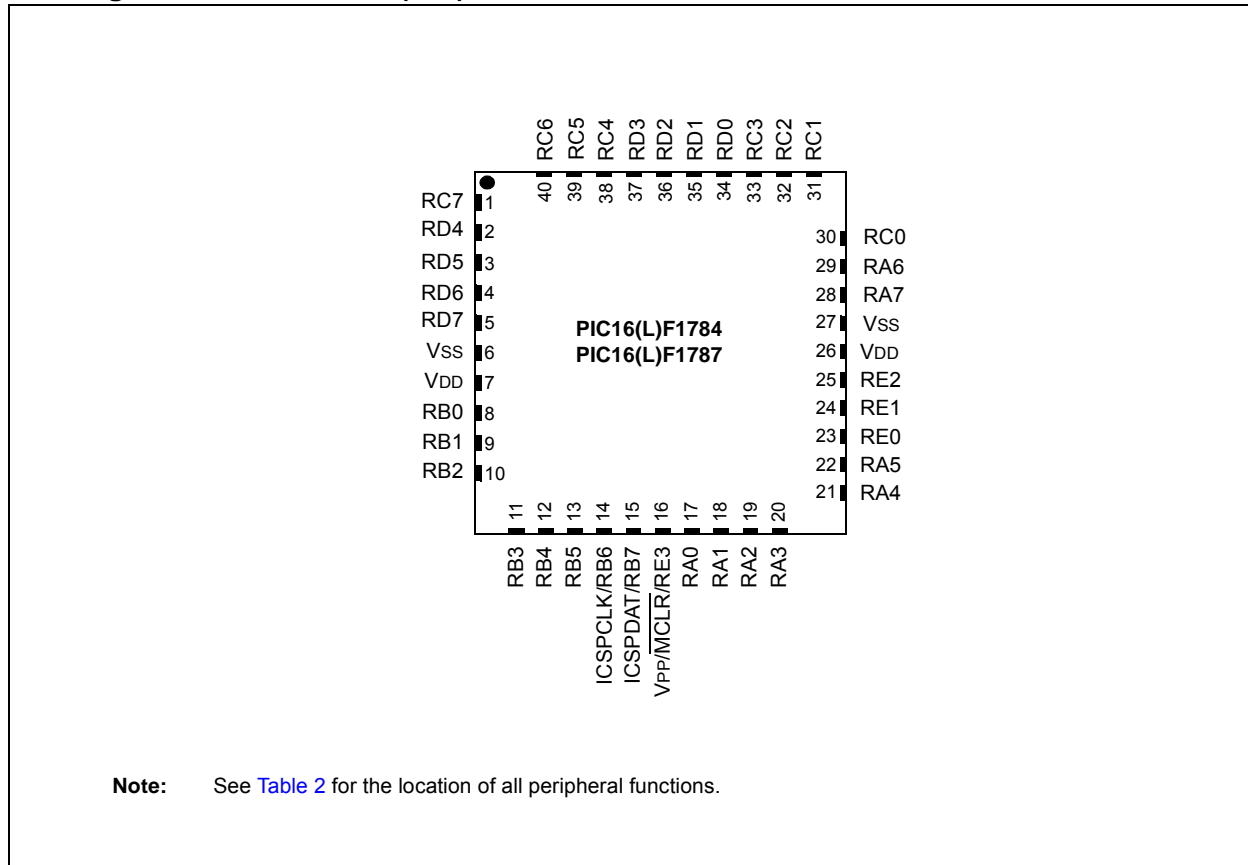 RC6
RC5
RC4
RD3
RD2
RD1
RD0
RC3
RC2
RC1
40
39
38
37
36
35
34
33
32
31
RC7 1
RD4 2
RD5 3
RD6 4
RD7 5
VSS 6
VDD 7
RB0 8
RB1 9
RB2 10
PIC16(L)F1784
PIC16(L)F1787
30 RC0
29 RA6
28 RA7
27 VSS
26 VDD
25 RE2
24 RE1
23 RE0
22 RA5
21 RA4
11
12
13
14
15
16
17
18
19
20
RB3
RB4
RB5
ICSPCLK/RB6
ICSPDAT/RB7
VPP/MCLR/RE3
RA0
RA1
RA2
RA3
Note: See Table 2 for the location of all peripheral functions.